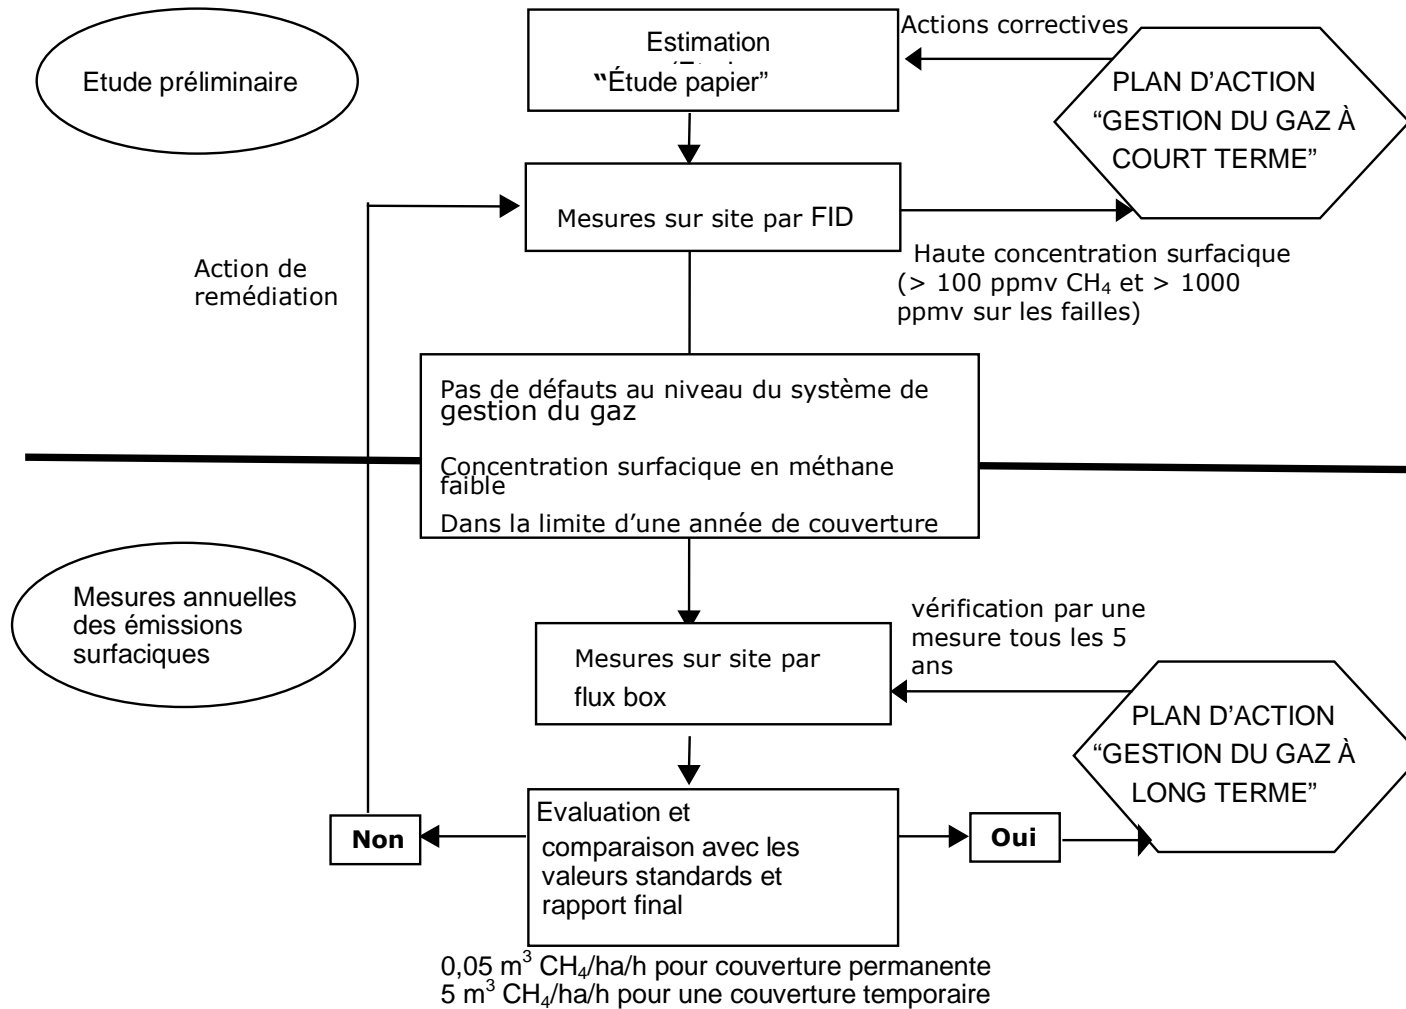 Etude préliminaire
Estimation
“Étude papier”
Actions correctives
PLAN D’ACTION
“GESTION DU GAZ À
COURT TERME”
Mesures sur site par FID
Action de
remédiation
Haute concentration surfacique
(> 100 ppmv CH₄ et > 1000
ppmv sur les failles)
Pas de défauts au niveau du système de
gestion du gaz
Concentration surfacique en méthane
faible
Dans la limite d’une année de couverture
Mesures annuelles
des émissions
surfaciques
Mesures sur site par
flux box
vérification par une
mesure tous les 5
ans
PLAN D’ACTION
“GESTION DU GAZ À
LONG TERME”
Non
Evaluation et
comparaison avec les
valeurs standards et
rapport final
Oui
0,05 m³ CH₄/ha/h pour couverture permanente
5 m³ CH₄/ha/h pour une couverture temporaire